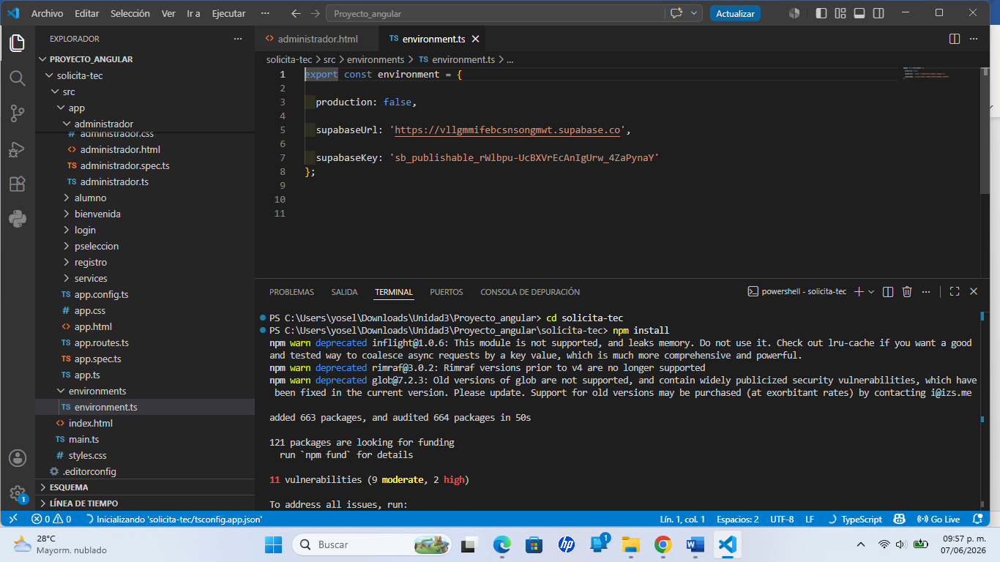 Archivo Editar Selección Ver Ir a Ejecutar ··· Proyecto_angular Actualizar
EXPLORADOR ···
PROYECTO_ANGULAR
solicita-tec
src
app
administrador
# administrador.css
<> administrador.html
TS administrador.spec.ts
TS administrador.ts
alumno
bienvenida
login
pseleccion
registro
services
TS app.config.ts
# app.css
<> app.html
TS app.routes.ts
TS app.spec.ts
TS app.ts
environments
TS environment.ts
<> index.html
TS main.ts
# styles.css
.editorconfig
ESQUEMA
LÍNEA DE TIEMPO
1
<> administrador.html TS environment.ts
solicita-tec > src > environments > TS environment.ts > ...
1 export const environment = {
2
3 production: false,
4
5 supabaseUrl: 'https://vllgmmifebcsnsongmwt.supabase.co',
6
7 supabaseKey: 'sb_publishable_rWlbpu-UcBXVrEcAnIgUrw_4ZaPynaY'
8 };
9
10
11
PROBLEMAS SALIDA TERMINAL PUERTOS CONSOLA DE DEPURACIÓN powershell - solicita-tec
PS C:\Users\yosel\Downloads\Unidad3\Proyecto_angular> cd solicita-tec
PS C:\Users\yosel\Downloads\Unidad3\Proyecto_angular\solicita-tec> npm install
npm warn deprecated inflight@1.0.6: This module is not supported, and leaks memory. Do not use it. Check out lru-cache if you want a good
and tested way to coalesce async requests by a key value, which is much more comprehensive and powerful.
npm warn deprecated rimraf@3.0.2: Rimraf versions prior to v4 are no longer supported
npm warn deprecated glob@7.2.3: Old versions of glob are not supported, and contain widely publicized security vulnerabilities, which have
been fixed in the current version. Please update. Support for old versions may be purchased (at exorbitant rates) by contacting i@izs.me
added 663 packages, and audited 664 packages in 50s
121 packages are looking for funding
run `npm fund` for details
11 vulnerabilities (9 moderate, 2 high)
To address all issues, run:
0 0 Inicializando 'solicita-tec/tsconfig.app.json' Lín. 1, col. 1 Espacios: 2 UTF-8 LF TypeScript Go Live
28°C
Mayorm. nublado
Buscar
1
09:57 p. m.
07/06/2026